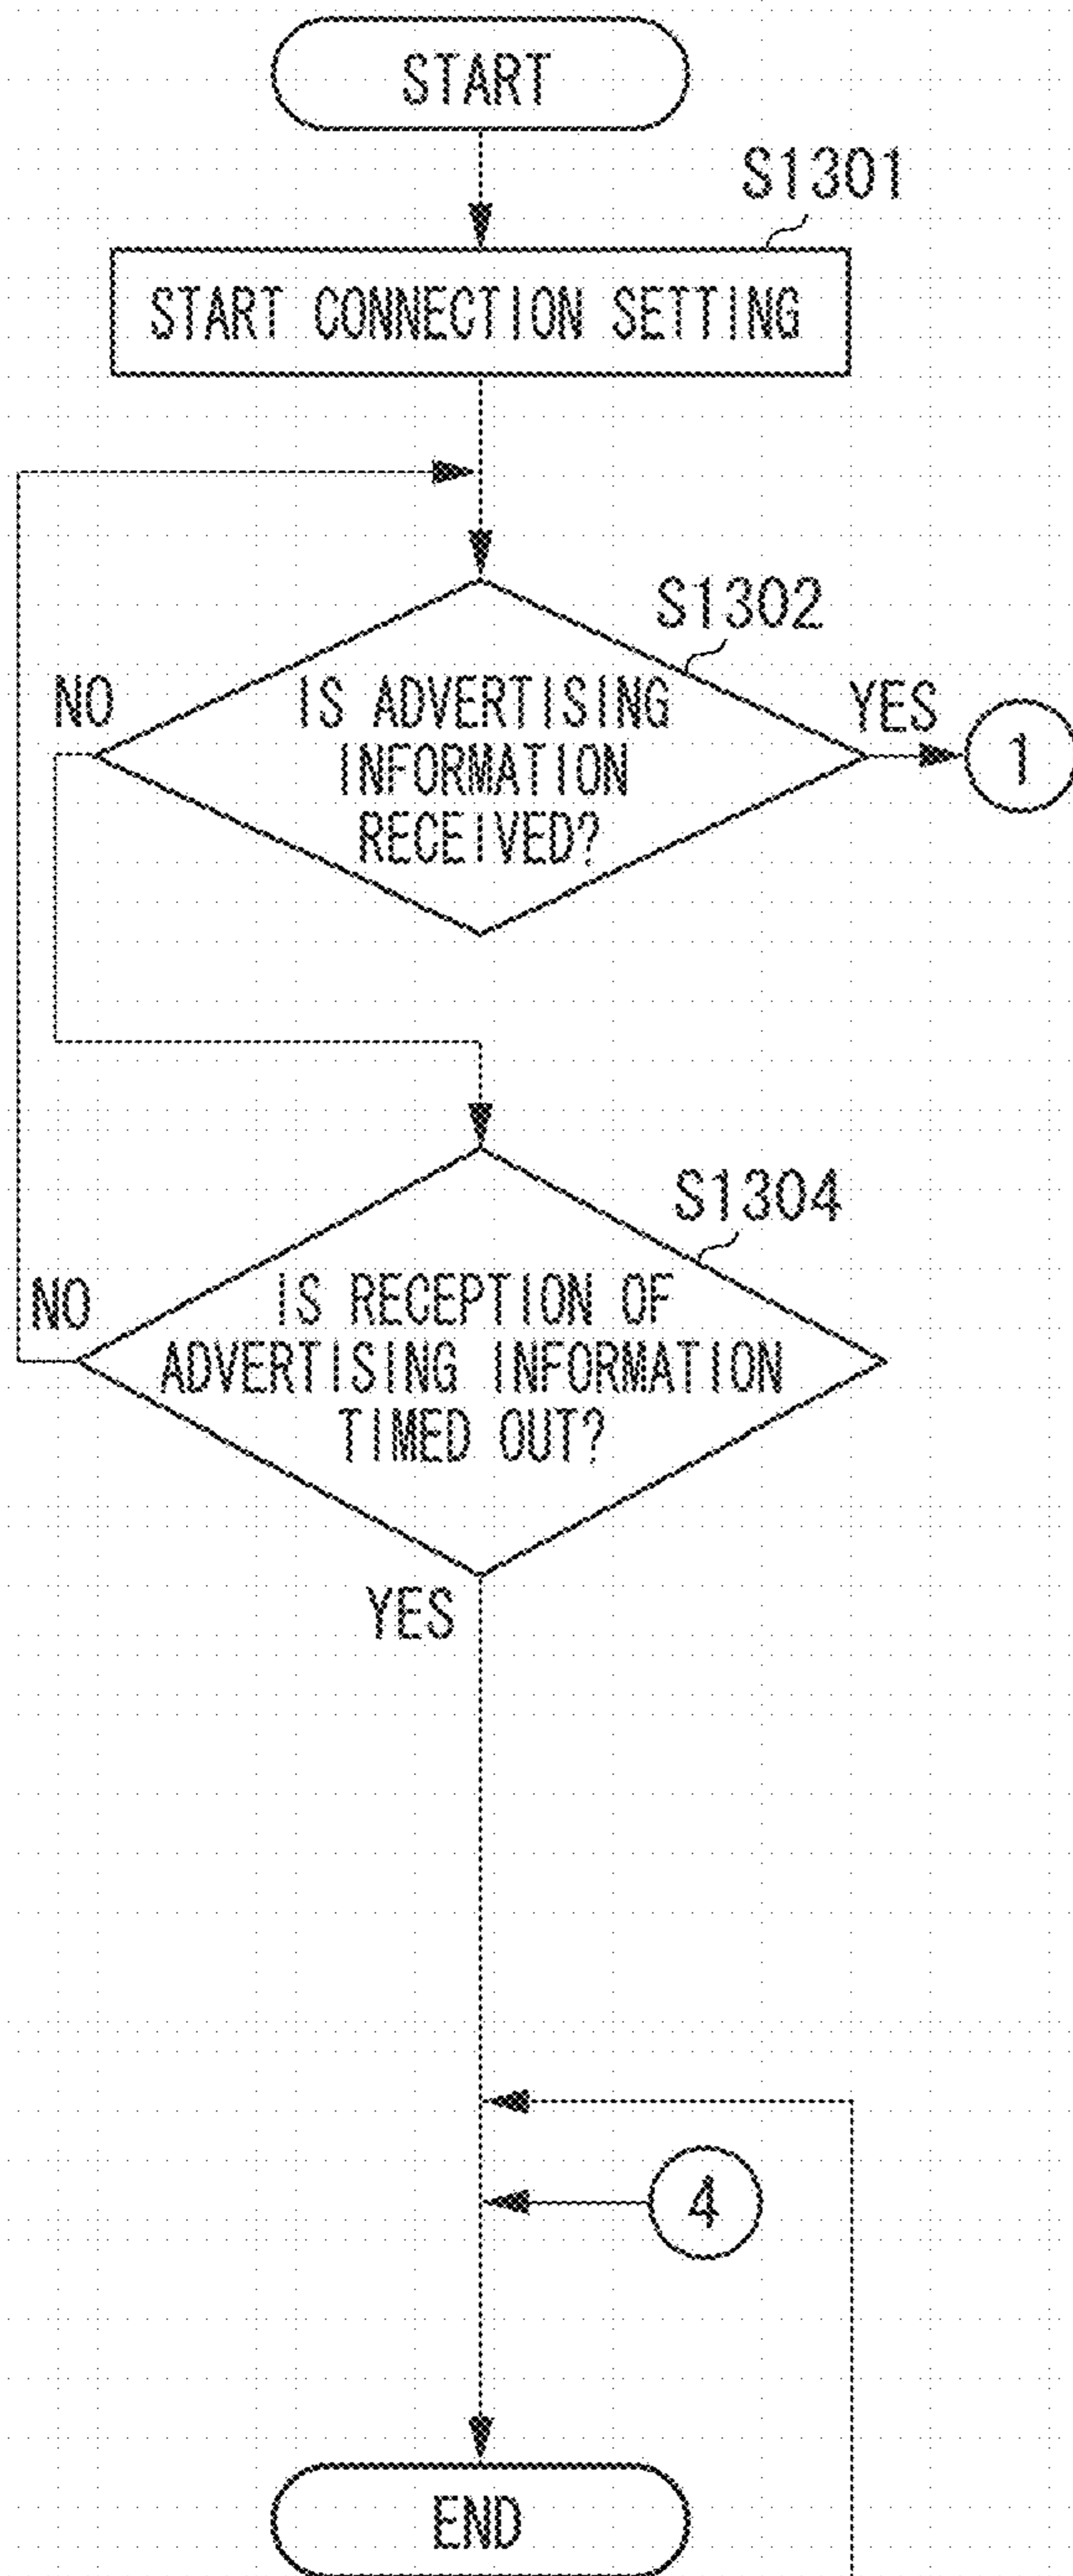 START
S1301
START CONNECTION SETTING
S1302
NO
IS ADVERTISING
INFORMATION
RECEIVED?
YES
1
S1304
NO
IS RECEPTION OF
ADVERTISING INFORMATION
TIMED OUT?
YES
4
END